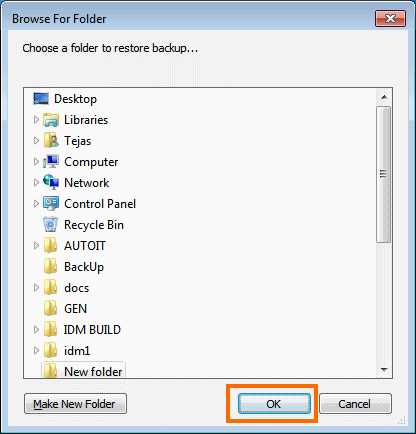 Browse For Folder
Choose a folder to restore backup...
Desktop
Libraries
Tejas
Computer
Network
Control Panel
Recycle Bin
AUTOIT
BackUp
docs
GEN
IDM BUILD
idm1
New folder
Make New Folder
OK
Cancel